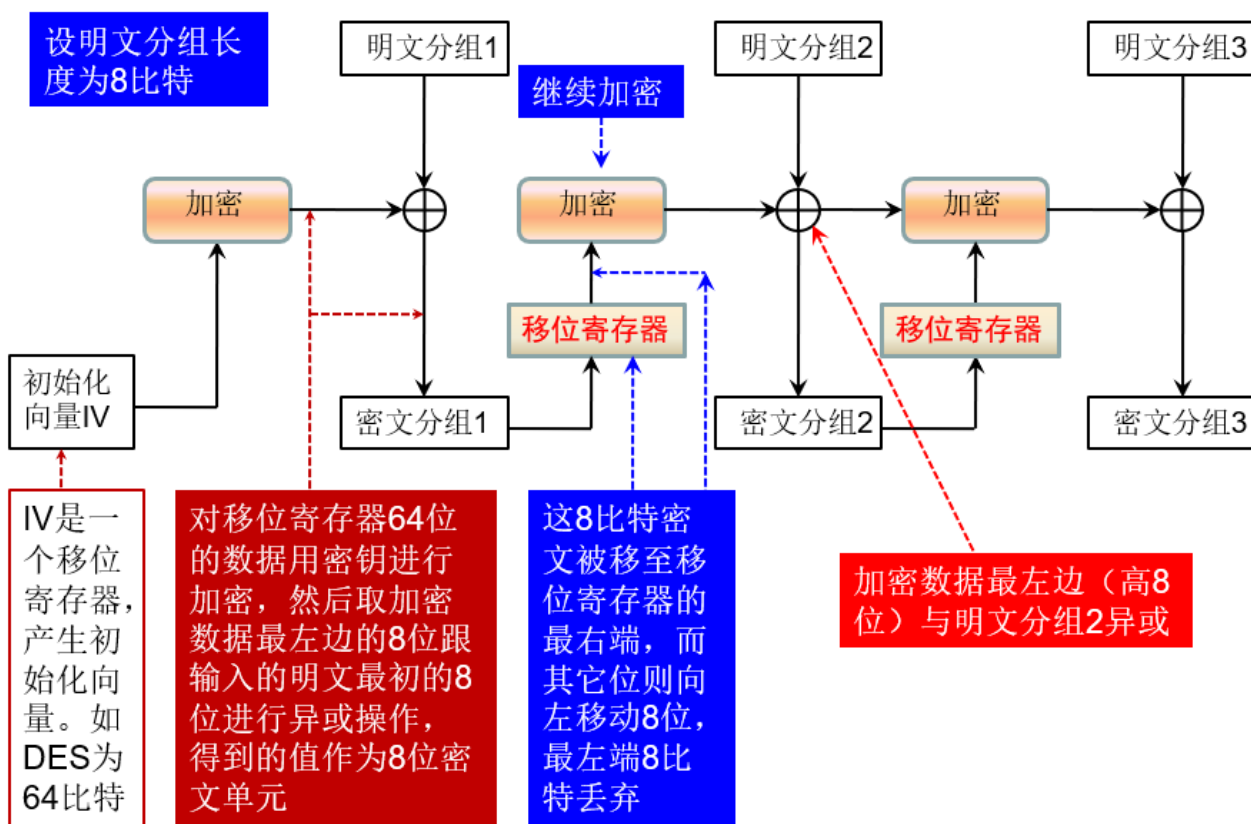 设明文分组长
度为8比特
明文分组1
明文分组2
明文分组3
继续加密
加密
加密
加密
移位寄存器
移位寄存器
初始化
向量IV
密文分组1
密文分组2
密文分组3
IV是一
个移位
寄存器，
产生初
始化向
量。如
DES为
64比特
对移位寄存器64位
的数据用密钥进行
加密，然后取加密
数据最左边的8位跟
输入的明文最初的8
位进行异或操作，
得到的值作为8位密
文单元
这8比特密
文被移至移
位寄存器的
最右端，而
其它位则向
左移动8位，
最左端8比
特丢弃
加密数据最左边（高8
位）与明文分组2异或